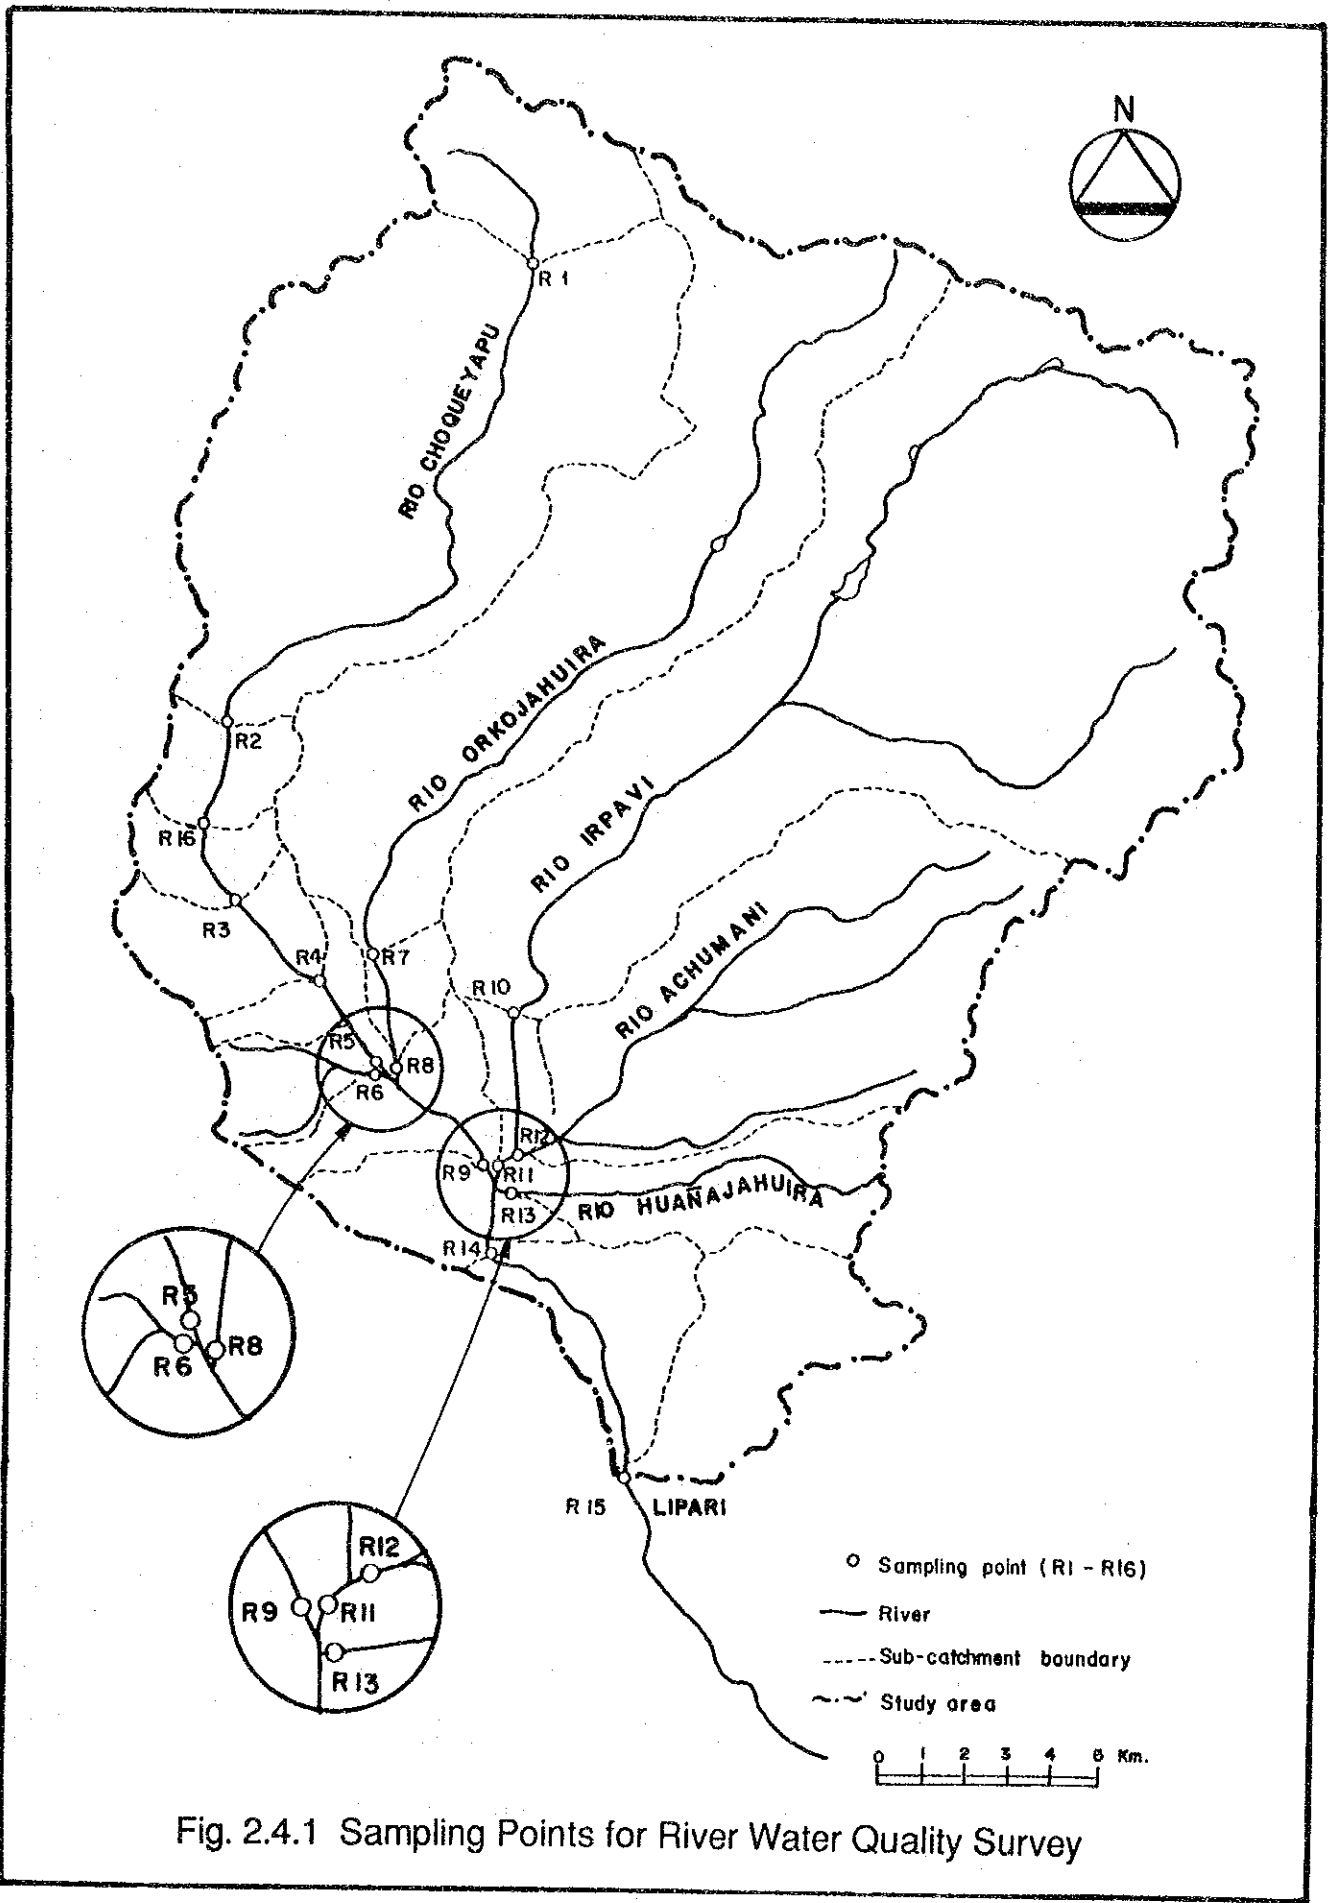 N
R 1
RIO CHOQUEYAPU
RIO ORKOJAHUIRA
R2
RIO IRPAVI
R 16
R3
RIO ACHUMANI
R4
R7
R 10
R5
R8
R6
R12
R9
R11
R13
RIO HUAÑAJAHUIRA
R14
R5
R6
R8
R 15 LIPARI
R12
R9
R11
R 13
Sampling point (R1 - R16)
River
Sub-catchment boundary
Study area
0 1 2 3 4 5 Km.
Fig. 2.4.1 Sampling Points for River Water Quality Survey